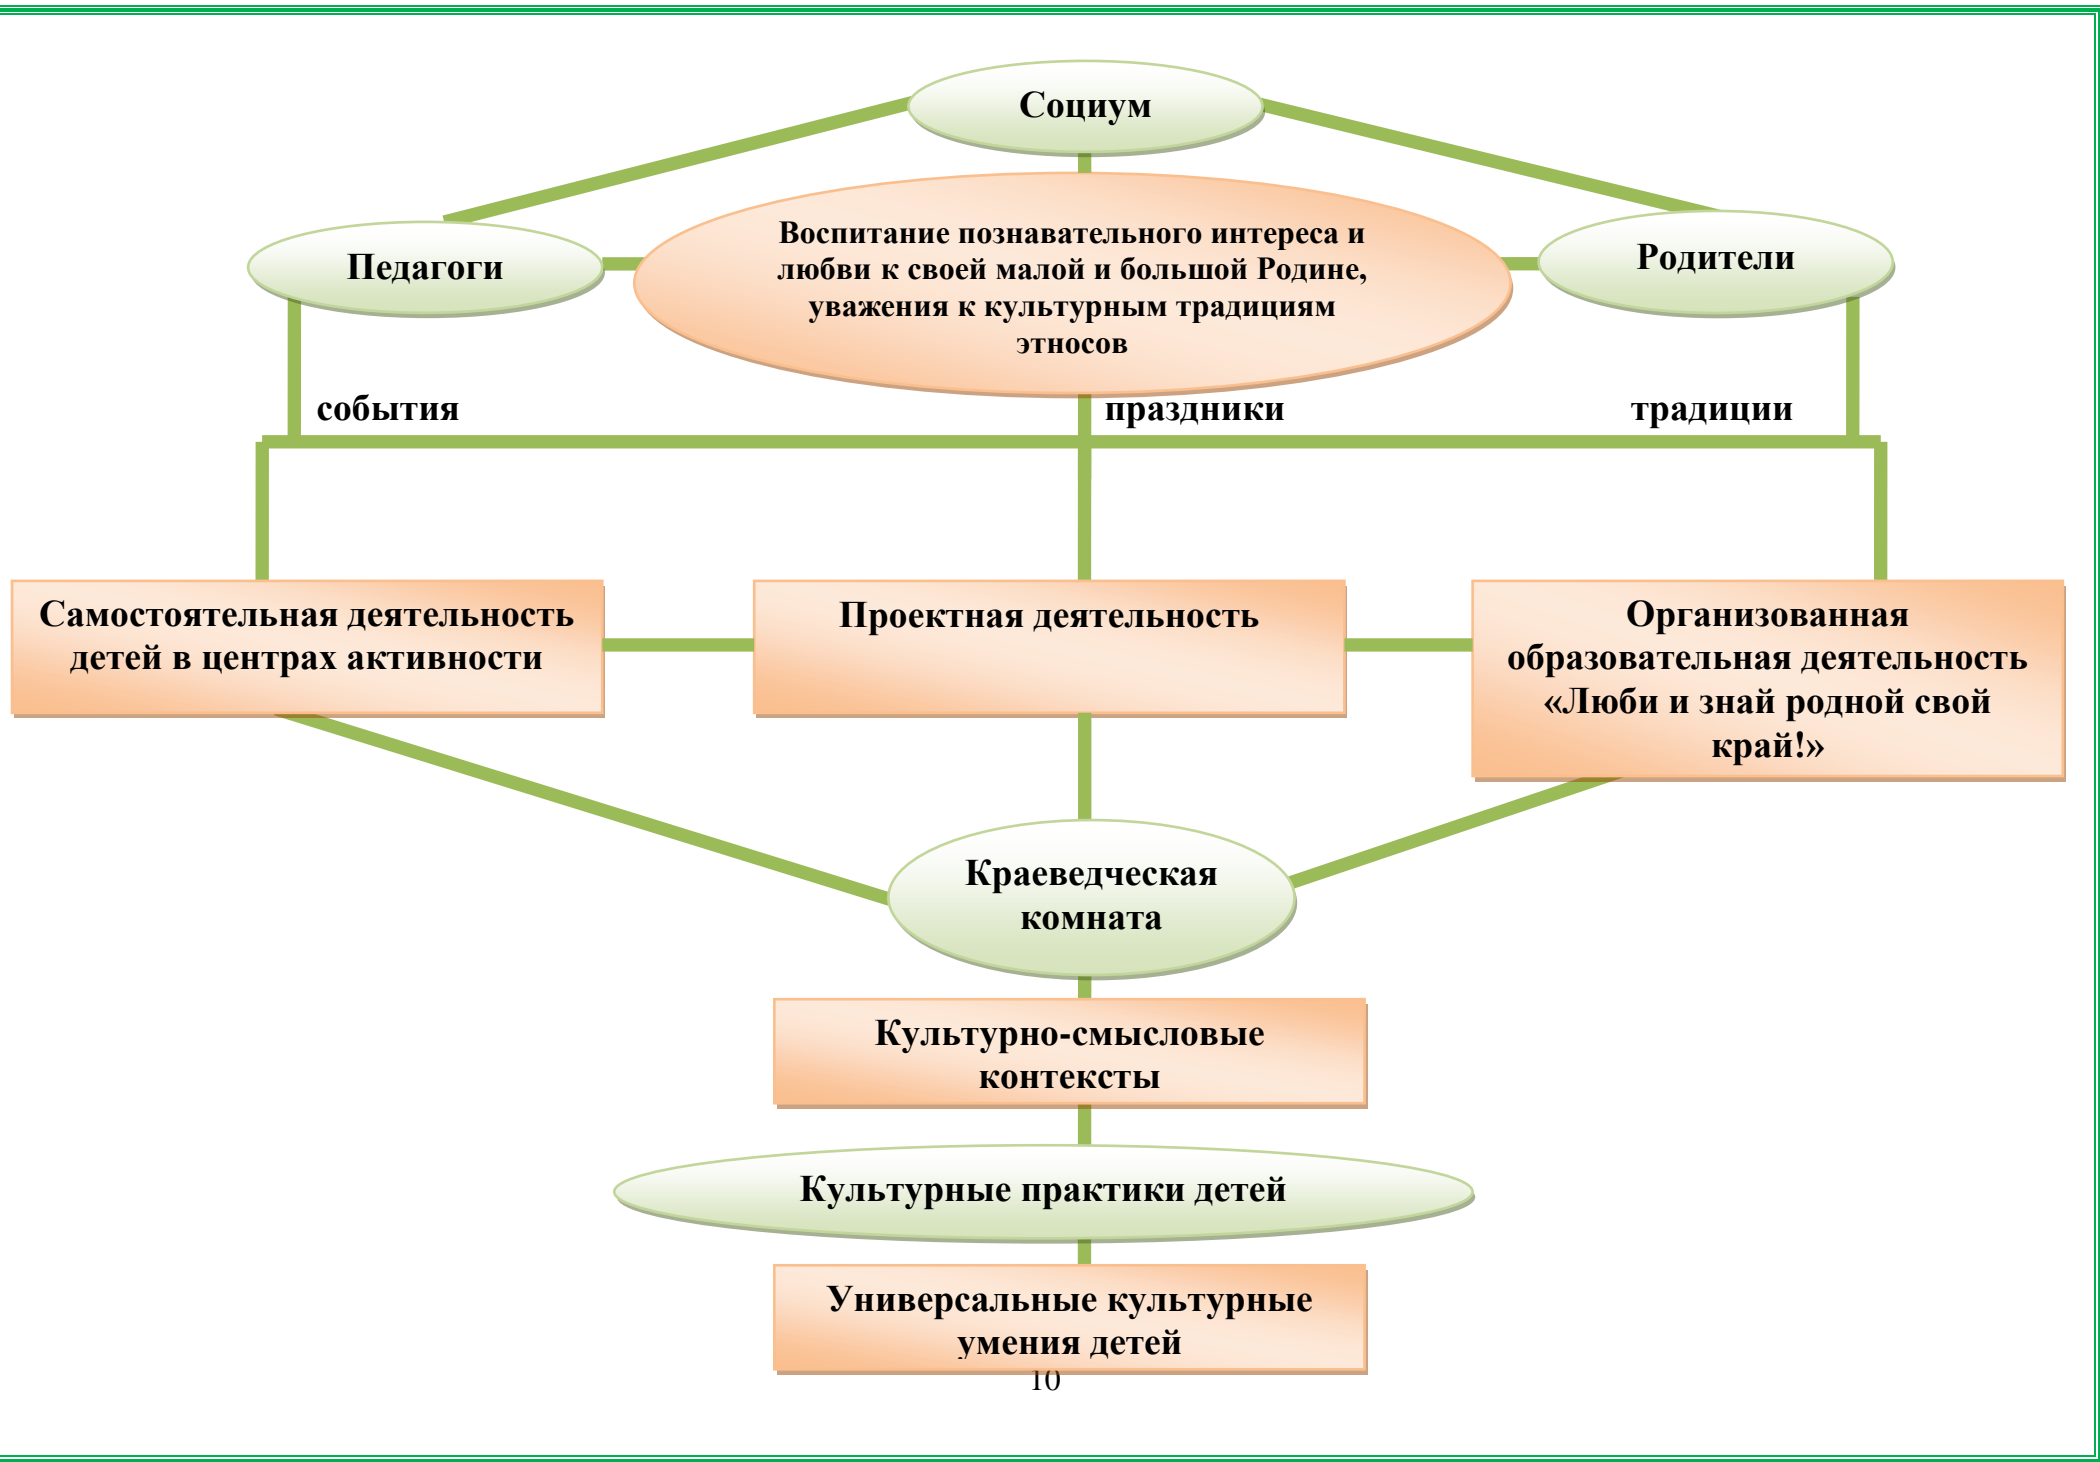 Социум
Педагоги
Воспитание познавательного интереса и
любви к своей малой и большой Родине,
уважения к культурным традициям
этносов
Родители
события
праздники
традиции
Самостоятельная деятельность
детей в центрах активности
Проектная деятельность
Организованная
образовательная деятельность
«Люби и знай родной свой
край!»
Краеведческая
комната
Культурно-смысловые
контексты
Культурные практики детей
Универсальные культурные
умения детей
10